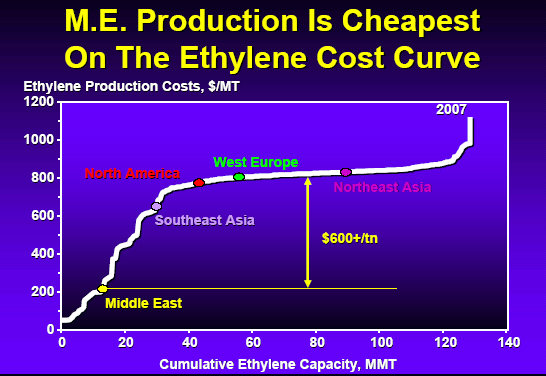 M.E. Production Is Cheapest
On The Ethylene Cost Curve
Ethylene Production Costs, $/MT
1200
2007
1000
West Europe
800
North America
Northeast Asia
600
Southeast Asia
$600+/tn
400
200
Middle East
0
0 20 40 60 80 100 120 140
Cumulative Ethylene Capacity, MMT